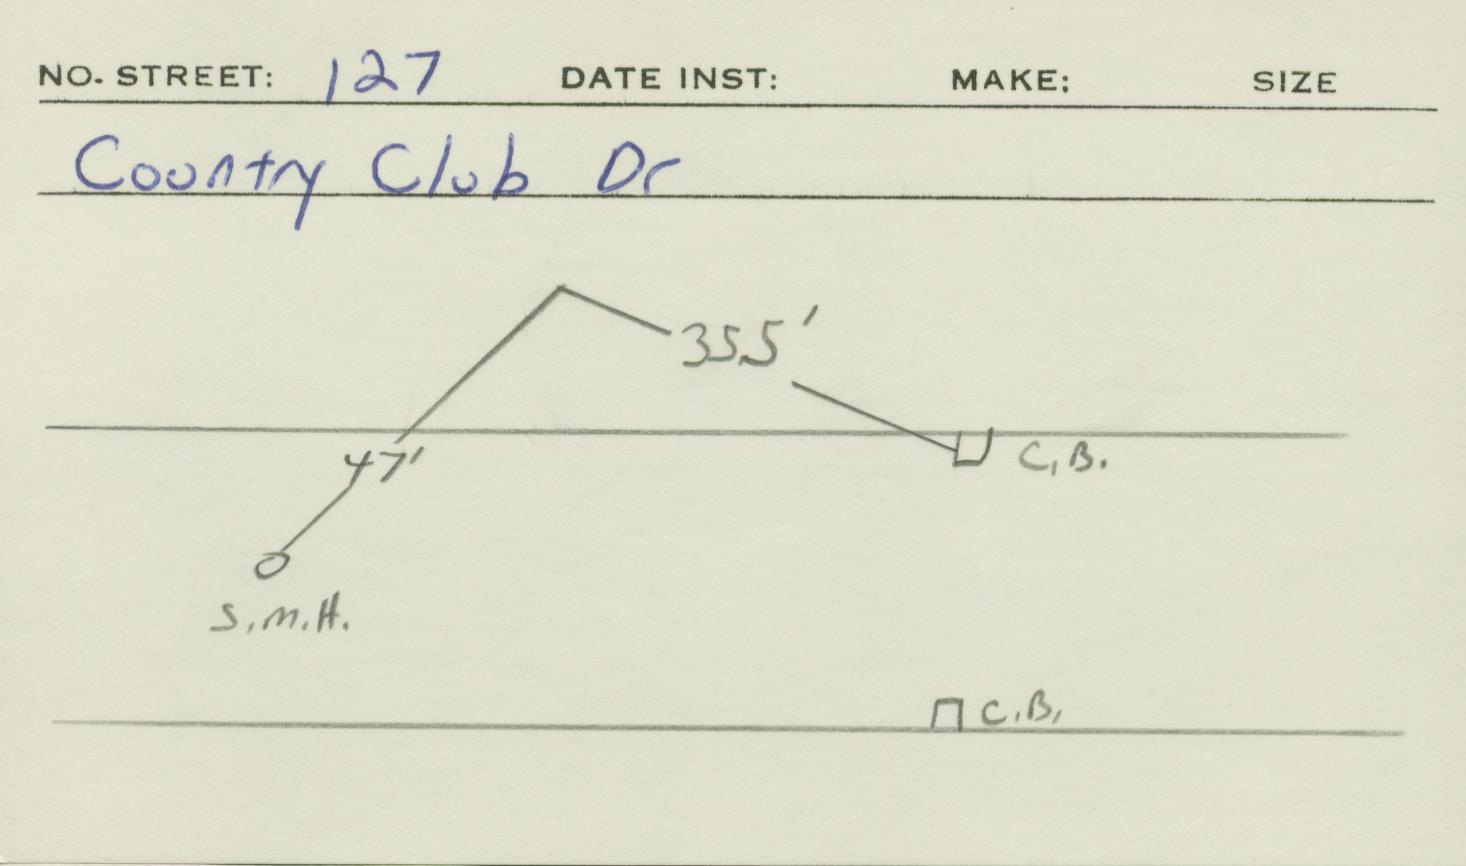 NO. STREET: 127 DATE INST: MAKE: SIZE
Country Club Dr
35.5'
47'
C.B.
S.M.H.
C.B.